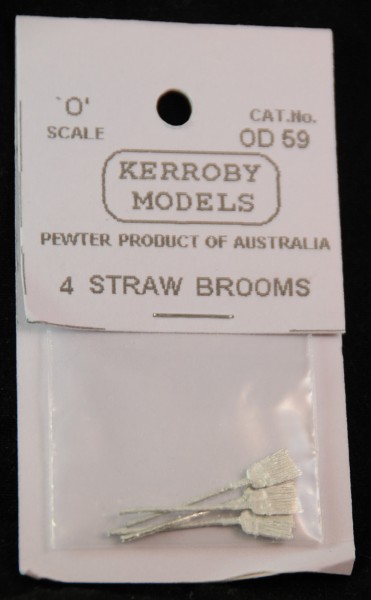 'O'
SCALE
CAT.No.
OD 59
KERROBY
MODELS
PEWTER PRODUCT OF AUSTRALIA
4 STRAW BROOMS